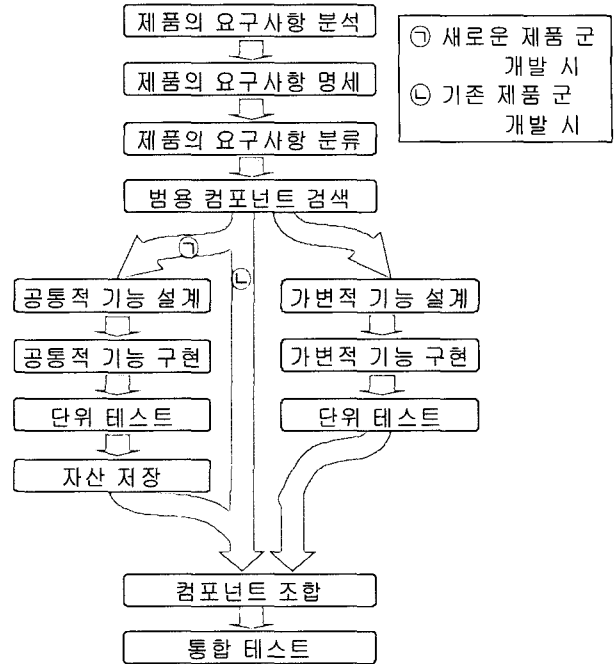 제품의 요구사항 분석
㉠ 새로운 제품 군
개발 시
㉡ 기존 제품 군
개발 시
제품의 요구사항 명세
제품의 요구사항 분류
범용 컴포넌트 검색
㉠
㉡
공통적 기능 설계
가변적 기능 설계
공통적 기능 구현
가변적 기능 구현
단위 테스트
단위 테스트
자산 저장
컴포넌트 조합
통합 테스트